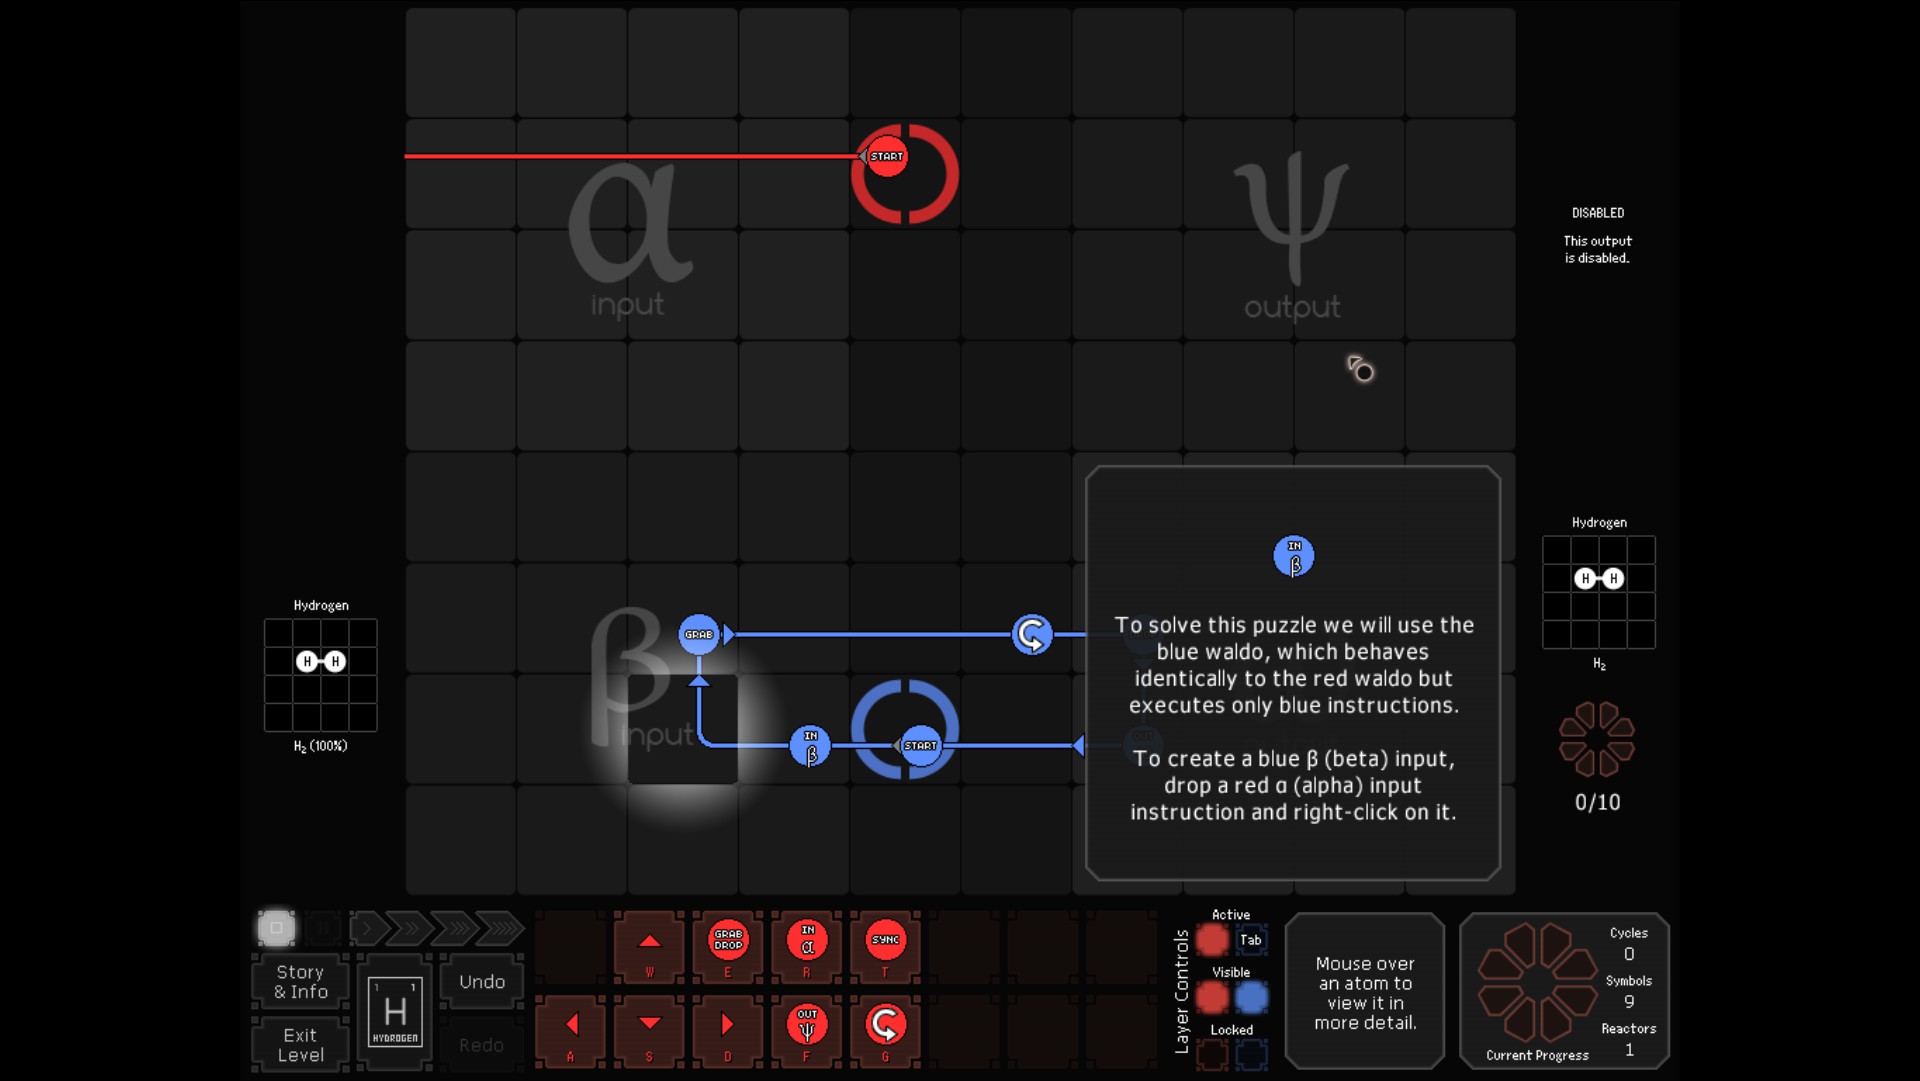 START
α
input
ψ
output
DISABLED
This output
is disabled.
Hydrogen
H H
H₂ (100%)
β
input
GRAB
IN
β
START
IN
β
To solve this puzzle we will use the
blue waldo, which behaves
identically to the red waldo but
executes only blue instructions.
To create a blue β (beta) input,
drop a red α (alpha) input
instruction and right-click on it.
Hydrogen
H H
H₂
0/10
Story
& Info
Exit
Level
1 1
H
HYDROGEN
Undo
Redo
W
GRAB
DROP
E
IN
α
R
SYNC
T
A
S
D
OUT
ψ
F
G
Layer Controls
Active
Tab
Visible
Locked
Mouse over
an atom to
view it in
more detail.
Current Progress
Cycles
0
Symbols
9
Reactors
1